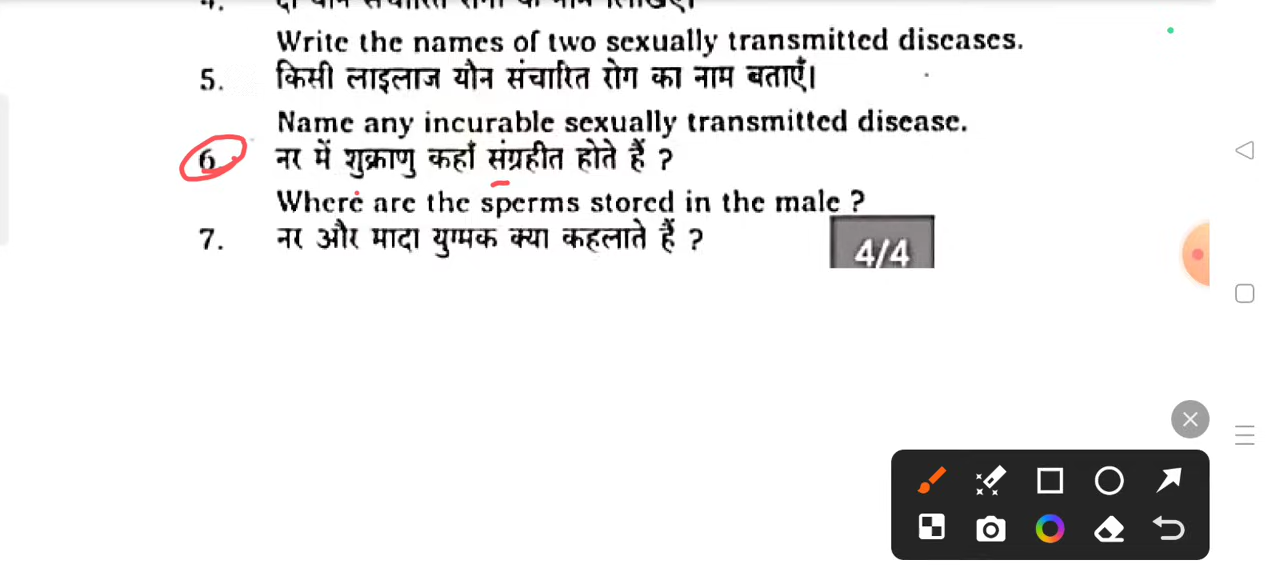 4. दो यौन संचारित रोगों के नाम लिखिए।
Write the names of two sexually transmitted diseases.
5. किसी लाइलाज यौन संचारित रोग का नाम बताएँ।
Name any incurable sexually transmitted disease.
6. नर में शुक्राणु कहाँ संग्रहीत होते हैं ?
Where are the sperms stored in the male ?
7. नर और मादा युग्मक क्या कहलाते हैं ?
4/4